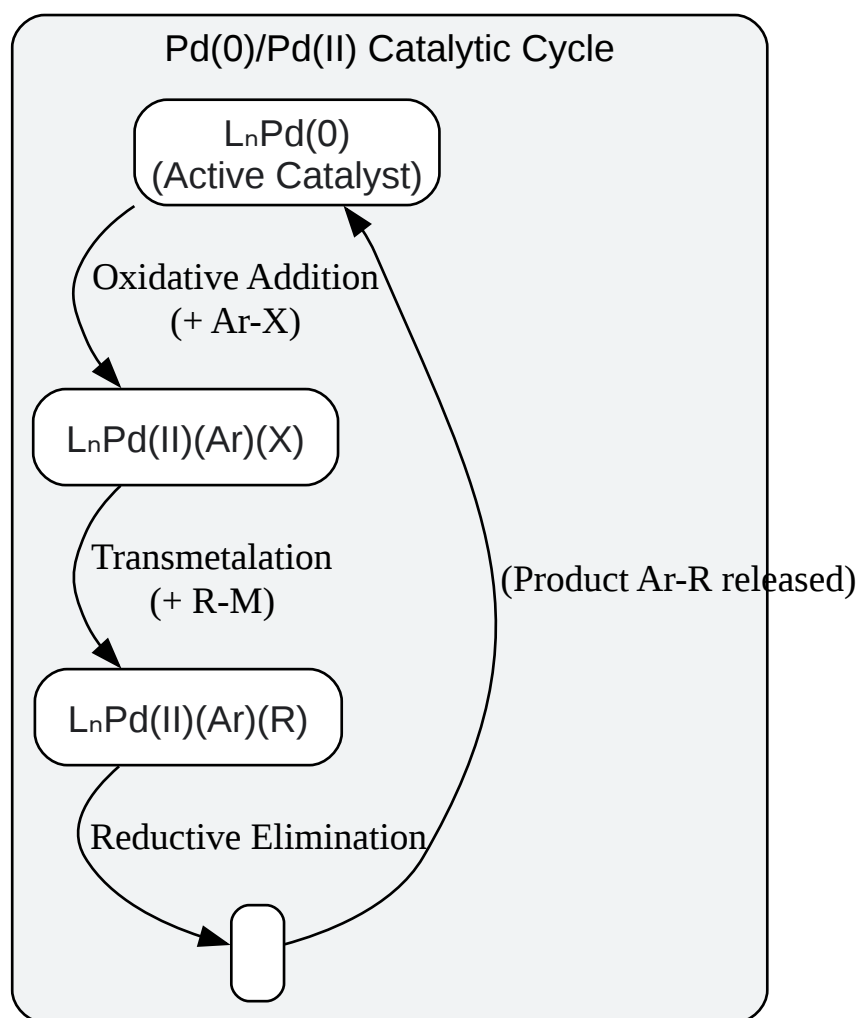 Pd(0)/Pd(II) Catalytic Cycle
LₙPd(0)
(Active Catalyst)
Oxidative Addition
(+ Ar-X)
LₙPd(II)(Ar)(X)
Transmetalation
(+ R-M)
(Product Ar-R released)
LₙPd(II)(Ar)(R)
Reductive Elimination